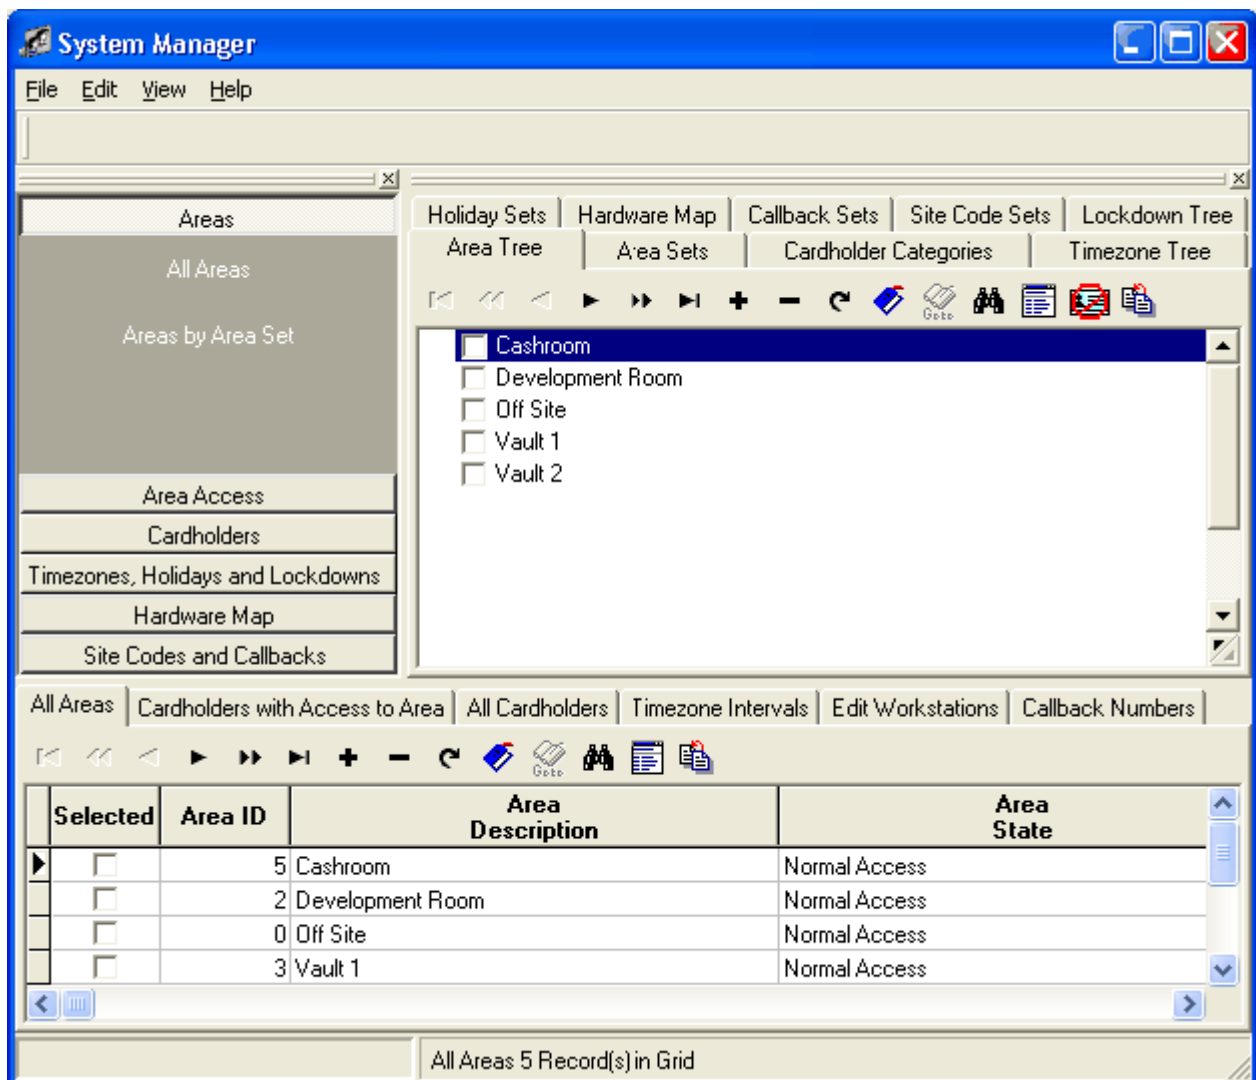 System Manager
File Edit View Help
Areas
All Areas
Areas by Area Set
Area Access
Cardholders
Timezones, Holidays and Lockdowns
Hardware Map
Site Codes and Callbacks
Holiday Sets Hardware Map Callback Sets Site Code Sets Lockdown Tree
Area Tree Area Sets Cardholder Categories Timezone Tree
Goto
Cashroom
Development Room
Off Site
Vault 1
Vault 2
All Areas Cardholders with Access to Area All Cardholders Timezone Intervals Edit Workstations Callback Numbers
Goto
Selected Area ID Area Description Area State
5 Cashroom Normal Access
2 Development Room Normal Access
0 Off Site Normal Access
3 Vault 1 Normal Access
All Areas 5 Record(s) in Grid